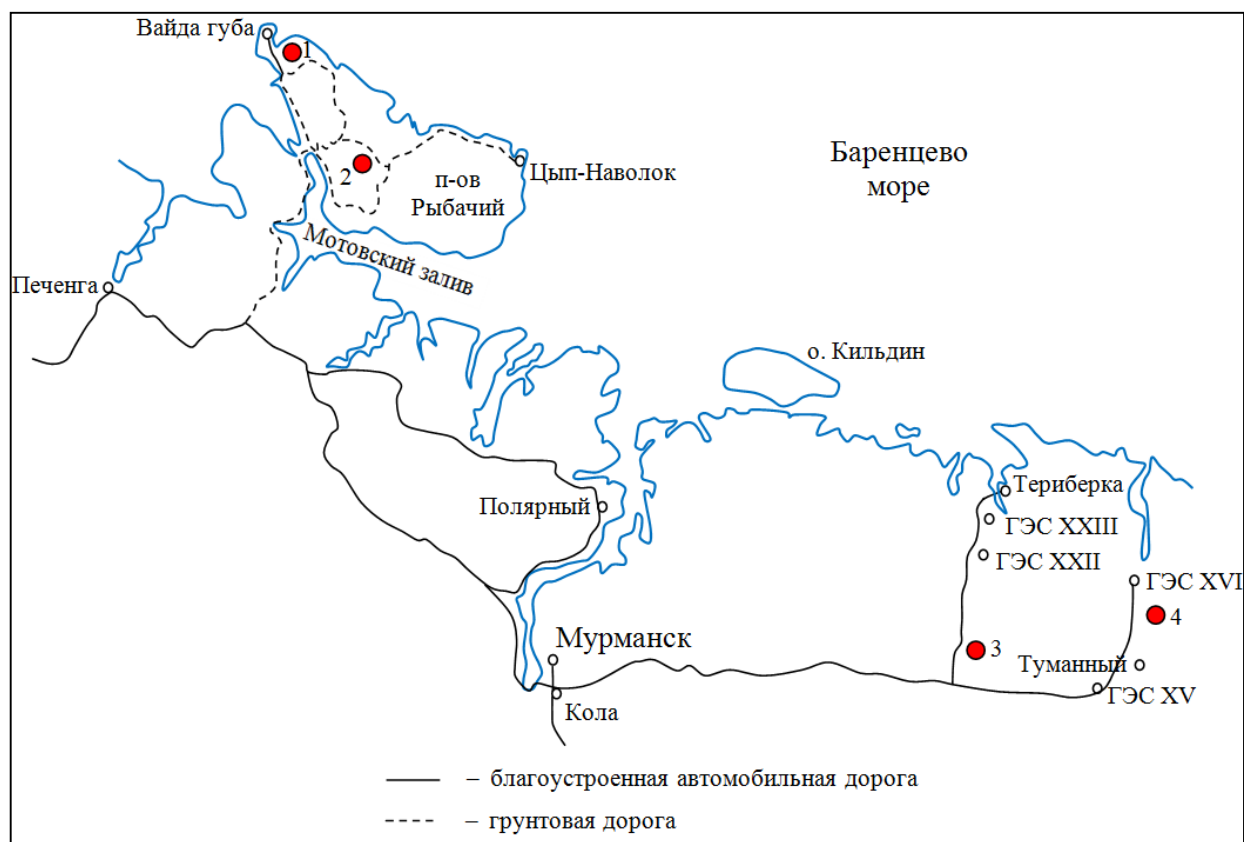 Вайда губа
1
Баренцево
море
2
п-ов
Рыбачий
Цып-Наволок
Мотовский залив
Печенга
о. Кильдин
Полярный
Териберка
ГЭС XXIII
ГЭС XXII
ГЭС XVI
4
Мурманск
3
Туманный
ГЭС XV
Кола
– благоустроенная автомобильная дорога
– грунтовая дорога